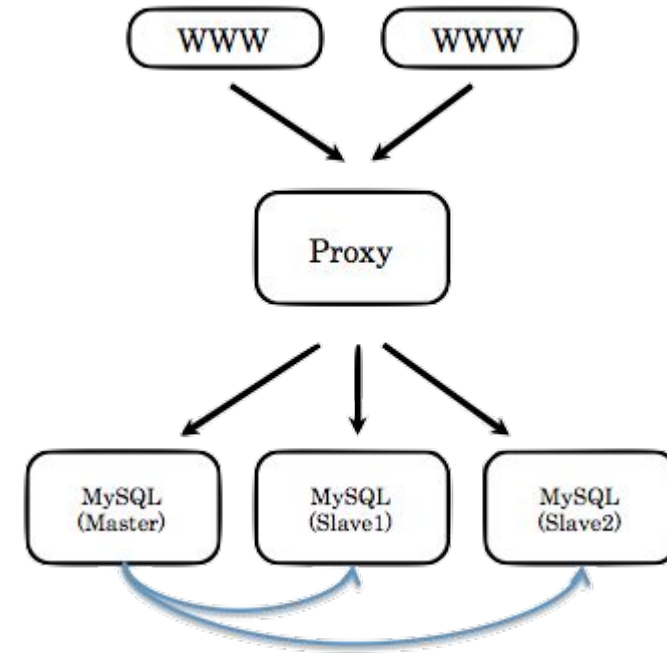 WWW
WWW
Proxy
MySQL
(Master)
MySQL
(Slave1)
MySQL
(Slave2)